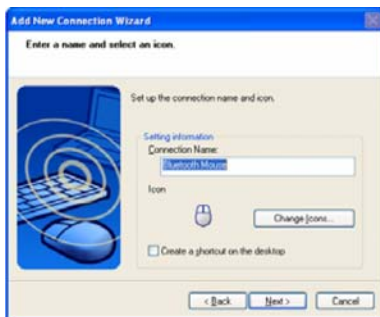 Add New Connection Wizard
Enter a name and select an icon.
Set up the connection name and icon.
Setting information
Connection Name:
Bluetooth Mouse
Icon
Change Icons...
Create a shortcut on the desktop
< Back Next > Cancel